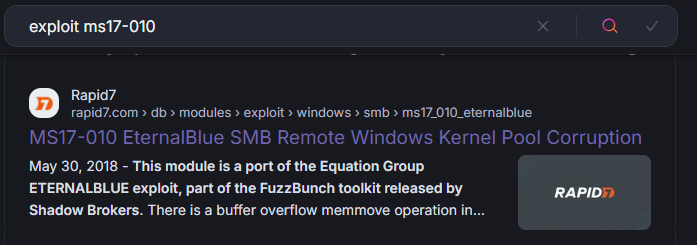 exploit ms17-010
Rapid7
rapid7.com › db › modules › exploit › windows › smb › ms17_010_eternalblue
MS17-010 EternalBlue SMB Remote Windows Kernel Pool Corruption
May 30, 2018 - This module is a part of the Equation Group
ETERNALBLUE exploit, part of the FuzzBunch toolkit released by
Shadow Brokers. There is a buffer overflow memmove operation in...
RAPID7